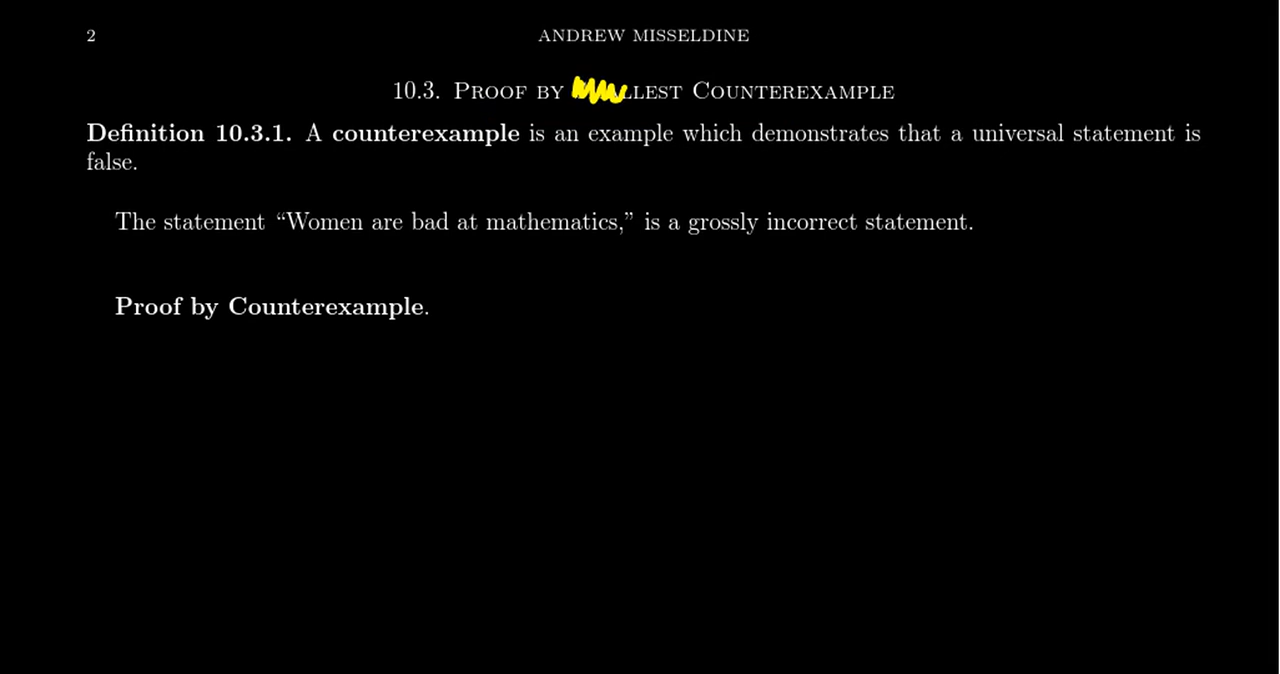 2 ANDREW MISSELDINE
10.3. PROOF BY LLEST COUNTEREXAMPLE
Definition 10.3.1. A counterexample is an example which demonstrates that a universal statement is
false.
The statement “Women are bad at mathematics,” is a grossly incorrect statement.
Proof by Counterexample.